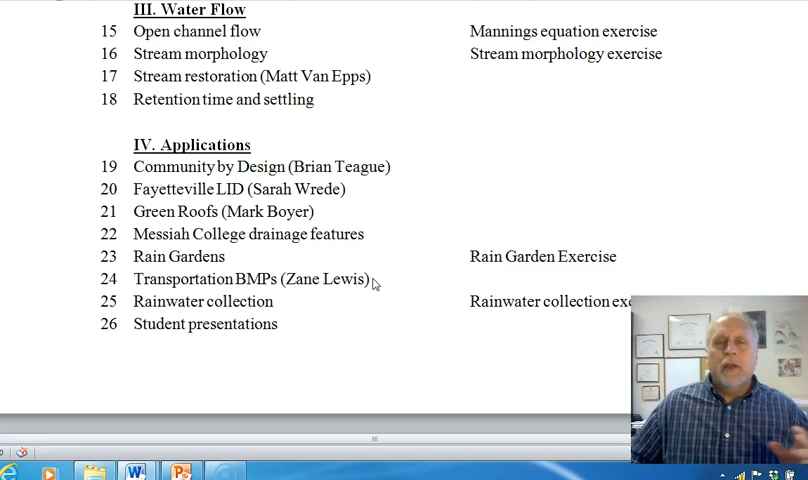 III. Water Flow
15 Open channel flow Mannings equation exercise
16 Stream morphology Stream morphology exercise
17 Stream restoration (Matt Van Epps)
18 Retention time and settling
IV. Applications
19 Community by Design (Brian Teague)
20 Fayetteville LID (Sarah Wrede)
21 Green Roofs (Mark Boyer)
22 Messiah College drainage features
23 Rain Gardens Rain Garden Exercise
24 Transportation BMPs (Zane Lewis)
25 Rainwater collection Rainwater collection exe
26 Student presentations